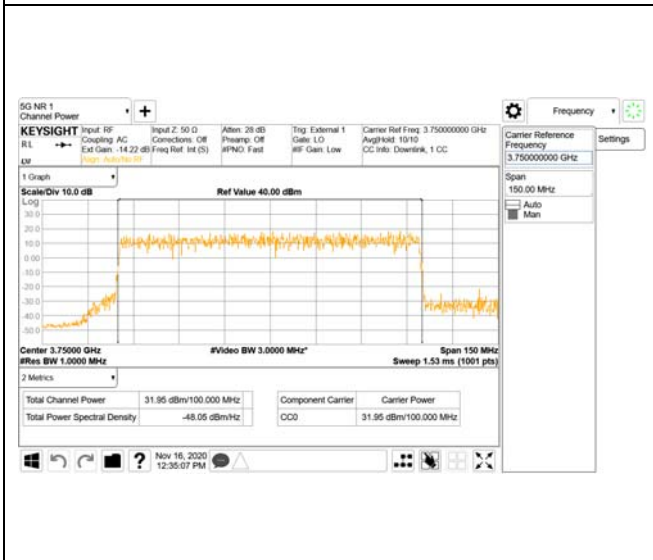 5G NR 1
Channel Power
+
Frequency
KEYSIGHT Input: RF Input Z: 50 Ω Atten: 28 dB Trig: External 1 Carrier Ref Freq: 3.750000000 GHz
RL Coupling: AC Corrections: Off Preamp: Off Gate: LO Avg|Hold: 10/10
Ext Gain: -14.22 dB Freq Ref: Int (S) #PNO: Fast #IF Gain: Low CC Info: Downlink, 1 CC
Align: Auto/No RF
Carrier Reference
Frequency
3.750000000 GHz
Settings
Span
150.00 MHz
Auto
Man
1 Graph
Scale/Div 10.0 dB Ref Value 40.00 dBm
Log
30.0
20.0
10.0
0.00
-10.0
-20.0
-30.0
-40.0
-50.0
Center 3.75000 GHz #Video BW 3.0000 MHz* Span 150 MHz
#Res BW 1.0000 MHz Sweep 1.53 ms (1001 pts)
2 Metrics
Total Channel Power 31.95 dBm/100.000 MHz Component Carrier Carrier Power
Total Power Spectral Density -48.05 dBm/Hz CC0 31.95 dBm/100.000 MHz
? Nov 16, 2020
12:35:07 PM